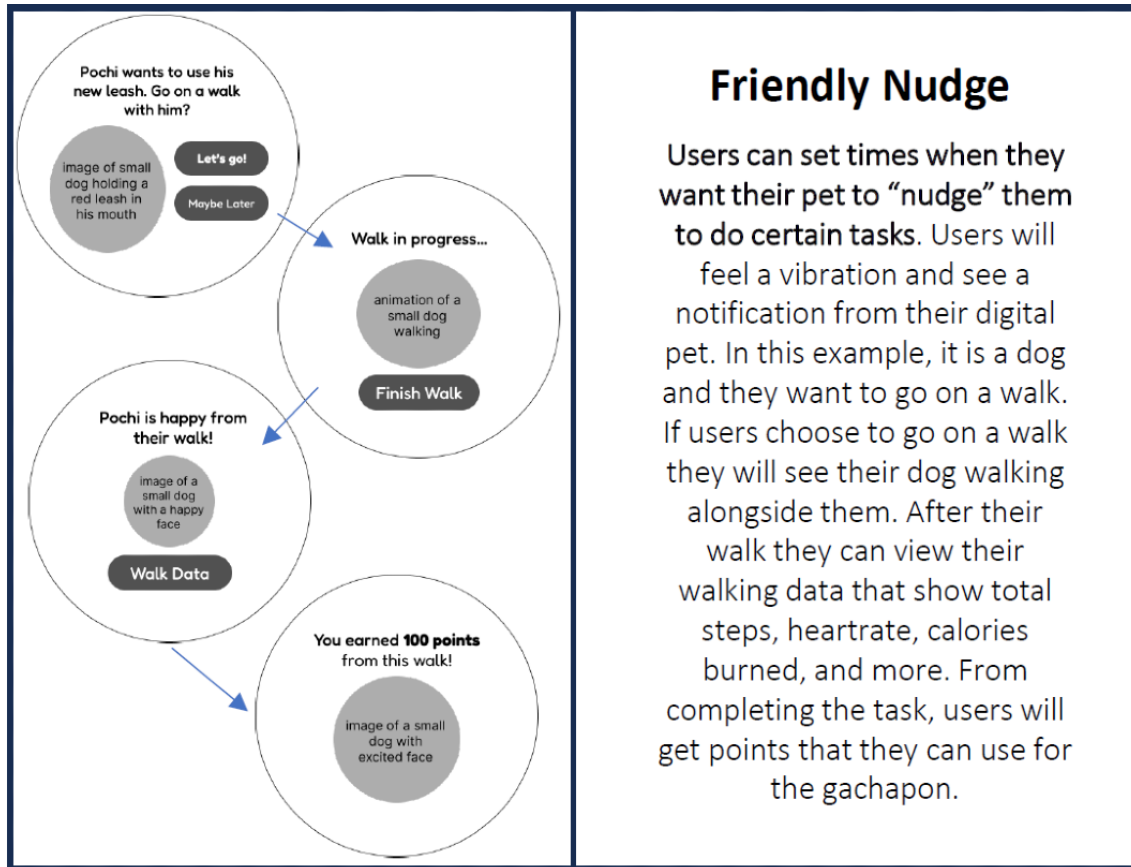 Pochi wants to use his
new leash. Go on a walk
with him?
image of small
dog holding a
red leash in
his mouth
Let's go!
Maybe Later
Walk in progress...
animation of a
small dog
walking
Finish Walk
Pochi is happy from
their walk!
image of a
small dog
with a happy
face
Walk Data
You earned 100 points
from this walk!
image of a small
dog with
excited face
Friendly Nudge
Users can set times when they
want their pet to “nudge” them
to do certain tasks. Users will
feel a vibration and see a
notification from their digital
pet. In this example, it is a dog
and they want to go on a walk.
If users choose to go on a walk
they will see their dog walking
alongside them. After their
walk they can view their
walking data that show total
steps, heartrate, calories
burned, and more. From
completing the task, users will
get points that they can use for
the gachapon.